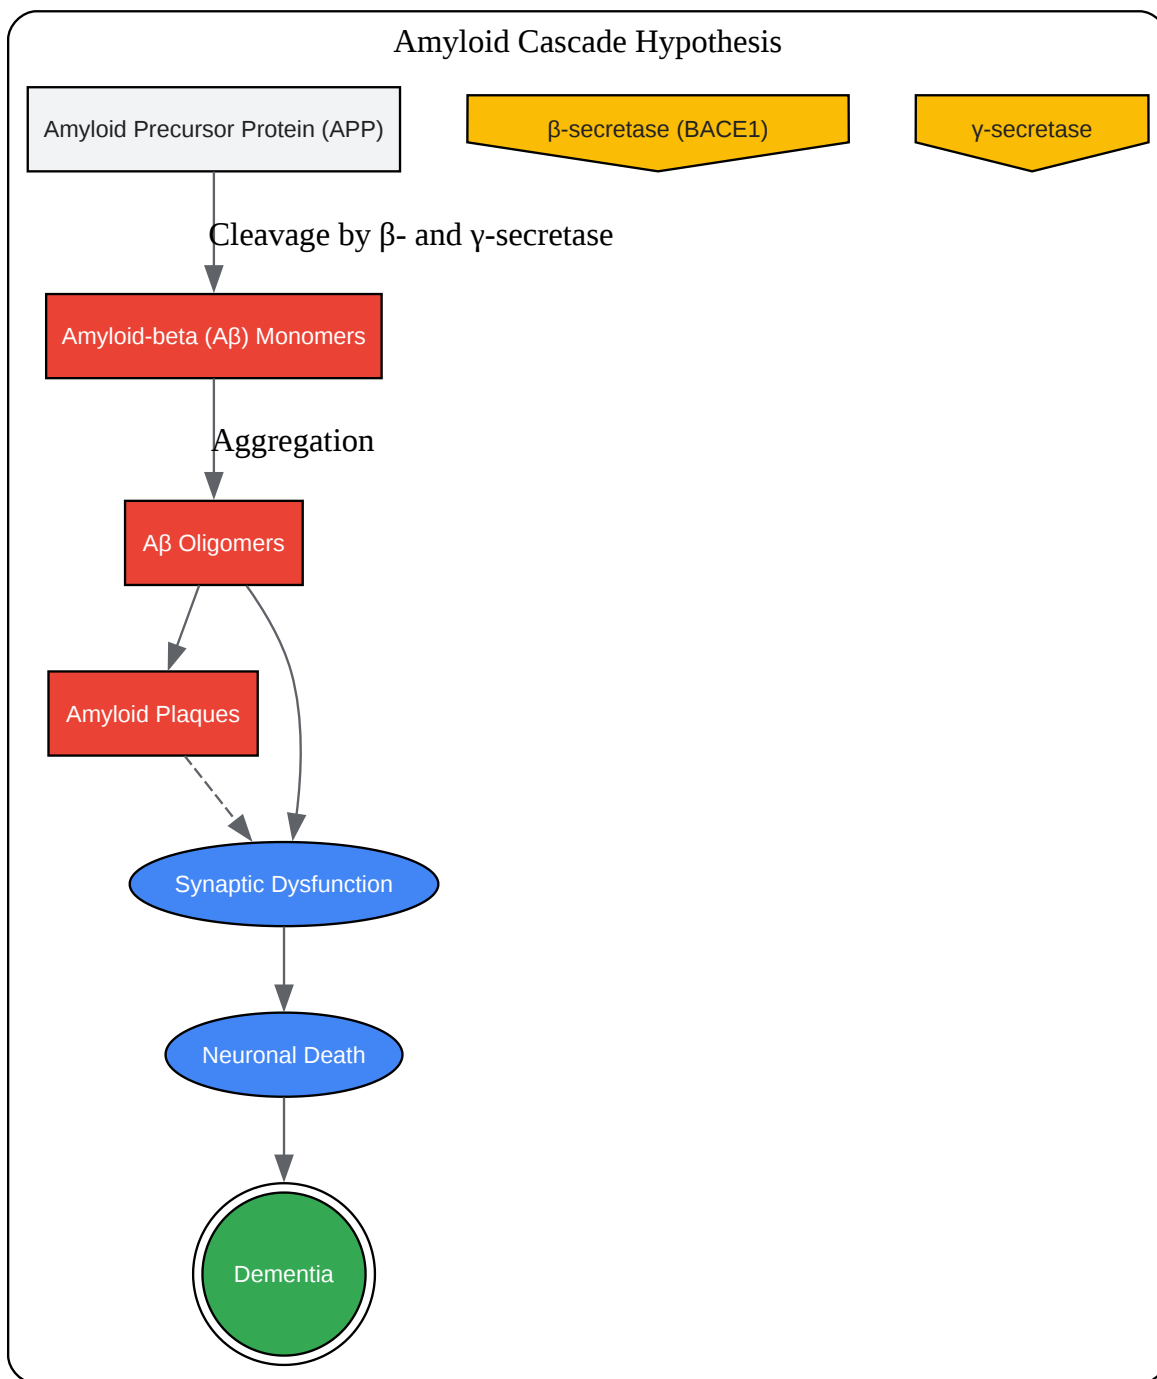 Amyloid Cascade Hypothesis
Amyloid Precursor Protein (APP)
β-secretase (BACE1)
γ-secretase
Cleavage by β- and γ-secretase
Amyloid-beta (Aβ) Monomers
Aggregation
Aβ Oligomers
Amyloid Plaques
Synaptic Dysfunction
Neuronal Death
Dementia